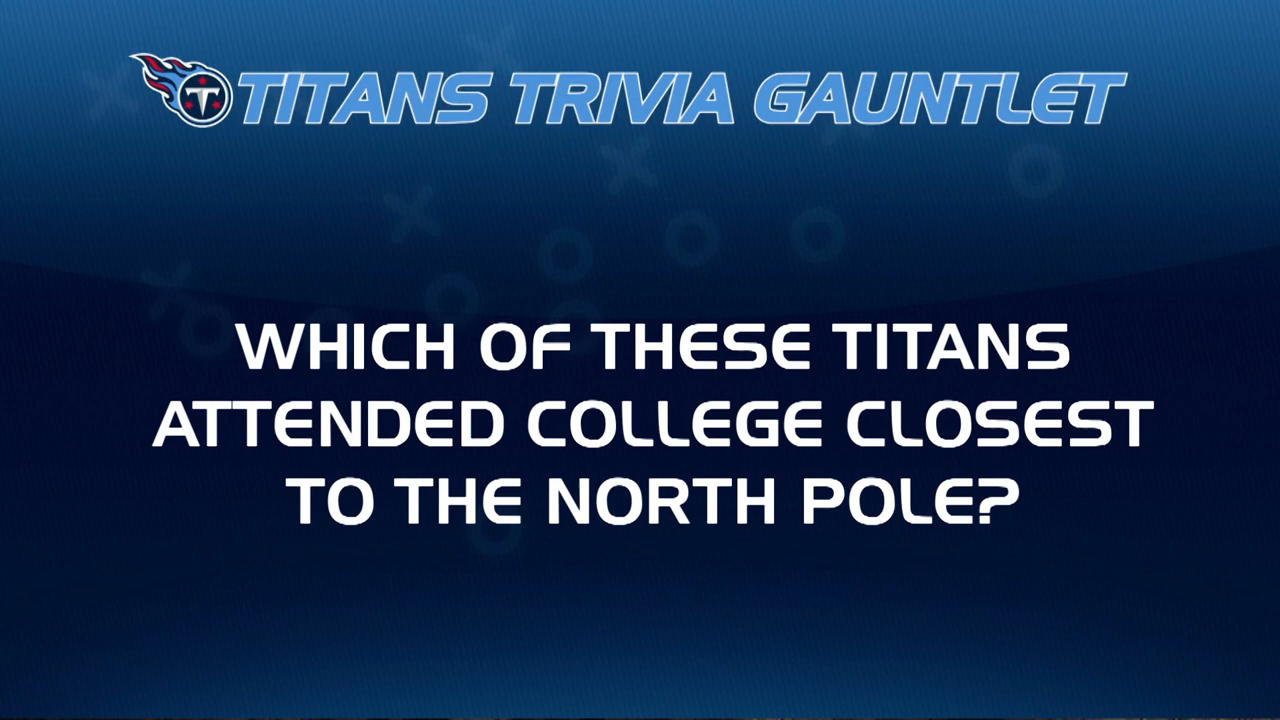 TITANS TRIVIA GAUNTLET
WHICH OF THESE TITANS
ATTENDED COLLEGE CLOSEST
TO THE NORTH POLE?